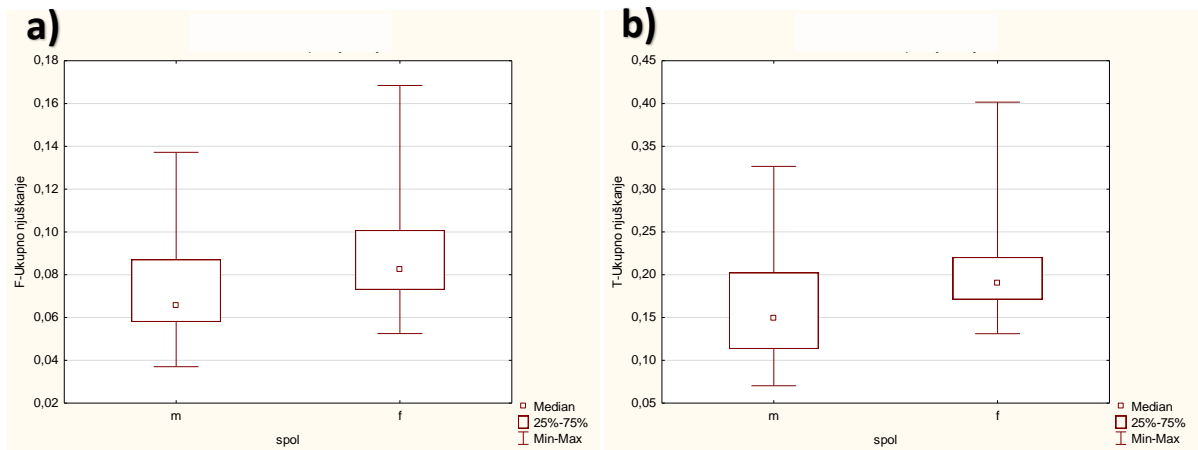 a)
0,18
0,16
0,14
0,12
0,10
0,08
0,06
0,04
0,02
F-Ukupno njuškanje
m
f
spol
Median
25%-75%
Min-Max
b)
0,45
0,40
0,35
0,30
0,25
0,20
0,15
0,10
0,05
T-Ukupno njuškanje
m
f
spol
Median
25%-75%
Min-Max